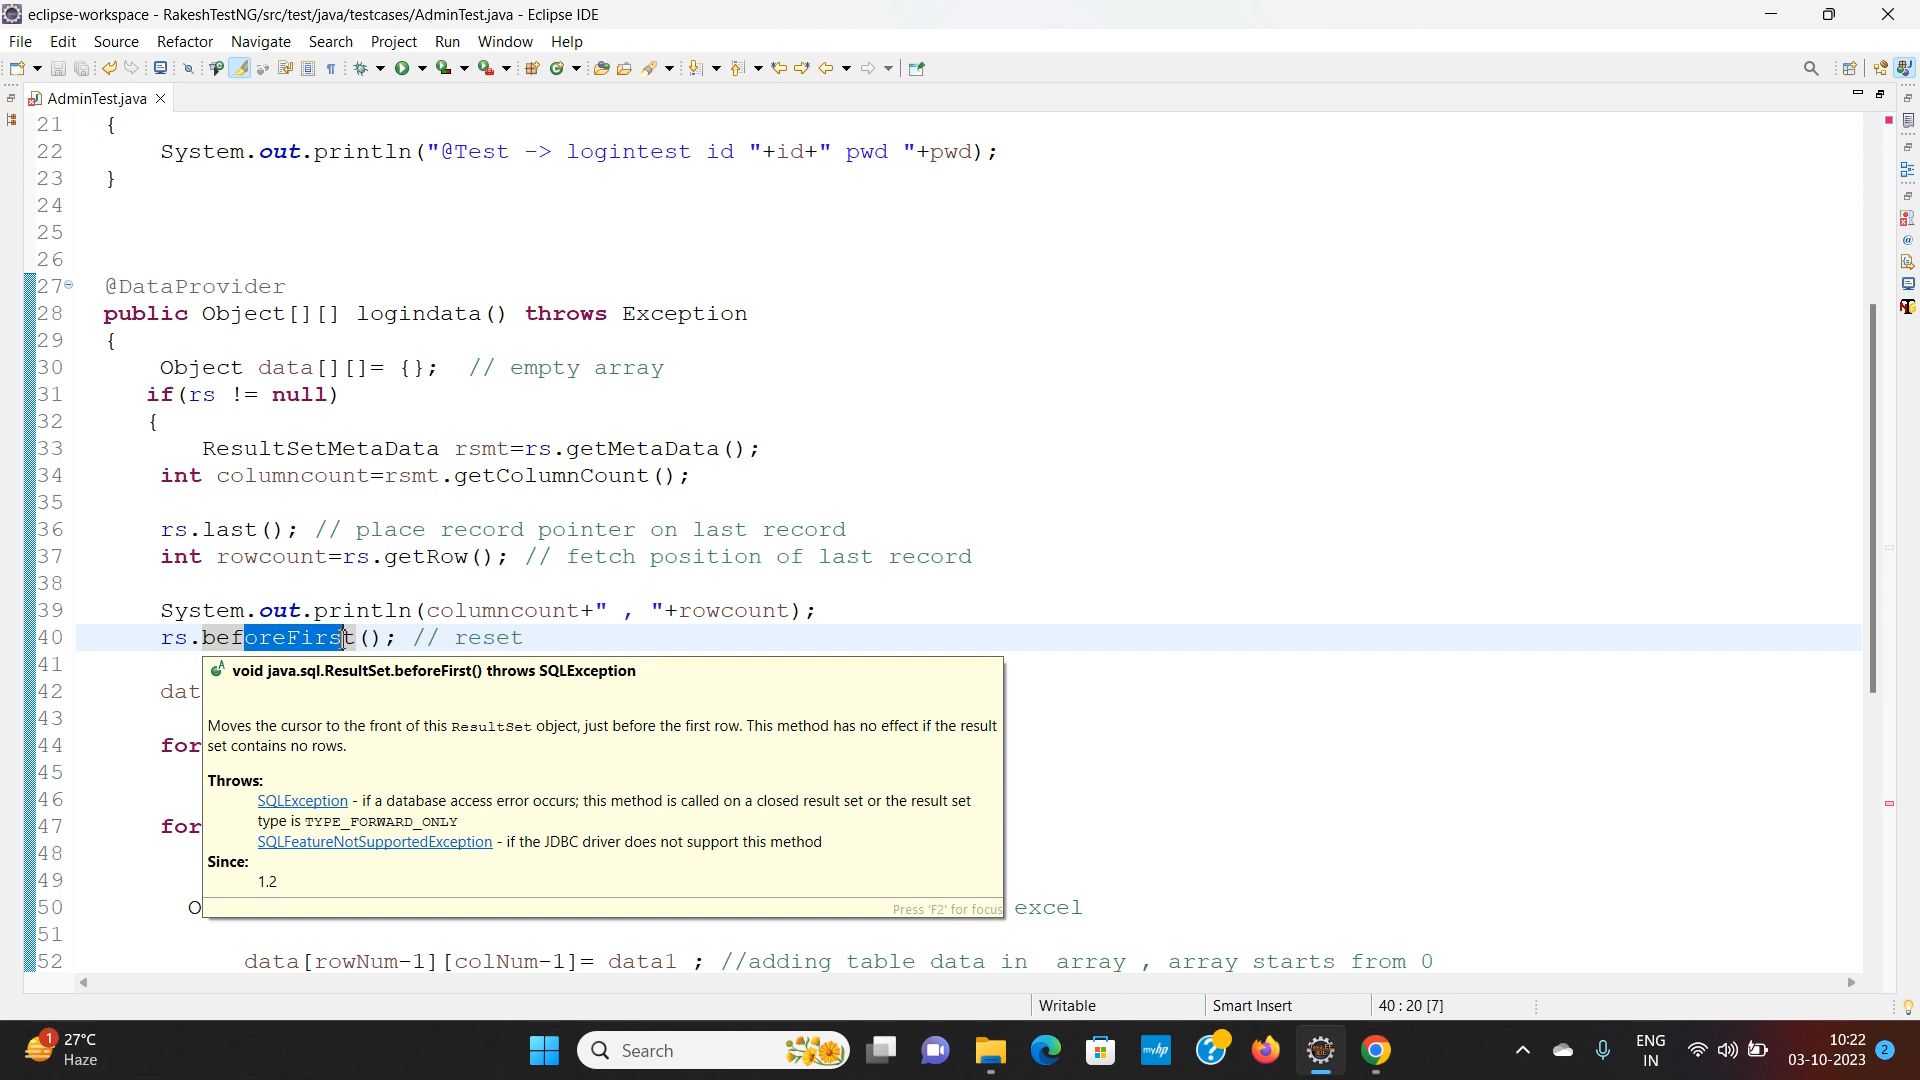 eclipse-workspace - RakeshTestNG/src/test/java/testcases/AdminTest.java - Eclipse IDE
File Edit Source Refactor Navigate Search Project Run Window Help
AdminTest.java
21 {
22 System.out.println("@Test -> logintest id "+id+" pwd "+pwd);
23 }
24
25
26
27 @DataProvider
28 public Object[][] logindata() throws Exception
29 {
30 Object data[][]= {}; // empty array
31 if(rs != null)
32 {
33 ResultSetMetaData rsmt=rs.getMetaData();
34 int columncount=rsmt.getColumnCount();
35
36 rs.last(); // place record pointer on last record
37 int rowcount=rs.getRow(); // fetch position of last record
38
39 System.out.println(columncount+" , "+rowcount);
40 rs.beforeFirst(); // reset
41
void java.sql.ResultSet.beforeFirst() throws SQLException
42 dat
43
Moves the cursor to the front of this ResultSet object, just before the first row. This method has no effect if the result
44 for
set contains no rows.
45
Throws:
46
SQLException - if a database access error occurs; this method is called on a closed result set or the result set
type is TYPE_FORWARD_ONLY
47 for
SQLFeatureNotSupportedException - if the JDBC driver does not support this method
48
Since:
49
1.2
50 O excel
Press 'F2' for focus
51
52 data[rowNum-1][colNum-1]= data1 ; //adding table data in array , array starts from 0
Writable Smart Insert 40 : 20 [7]
1 27°C
Haze
Search
myhp
ENG
IN
10:22
03-10-2023
2